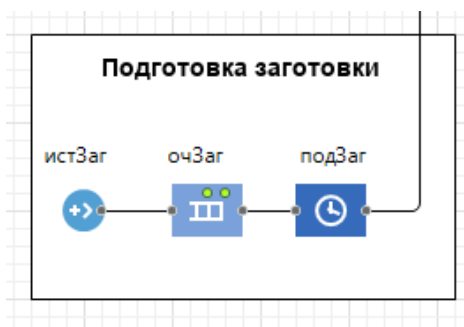 Подготовка заготовки
истЗаг
очЗаг
подЗаг